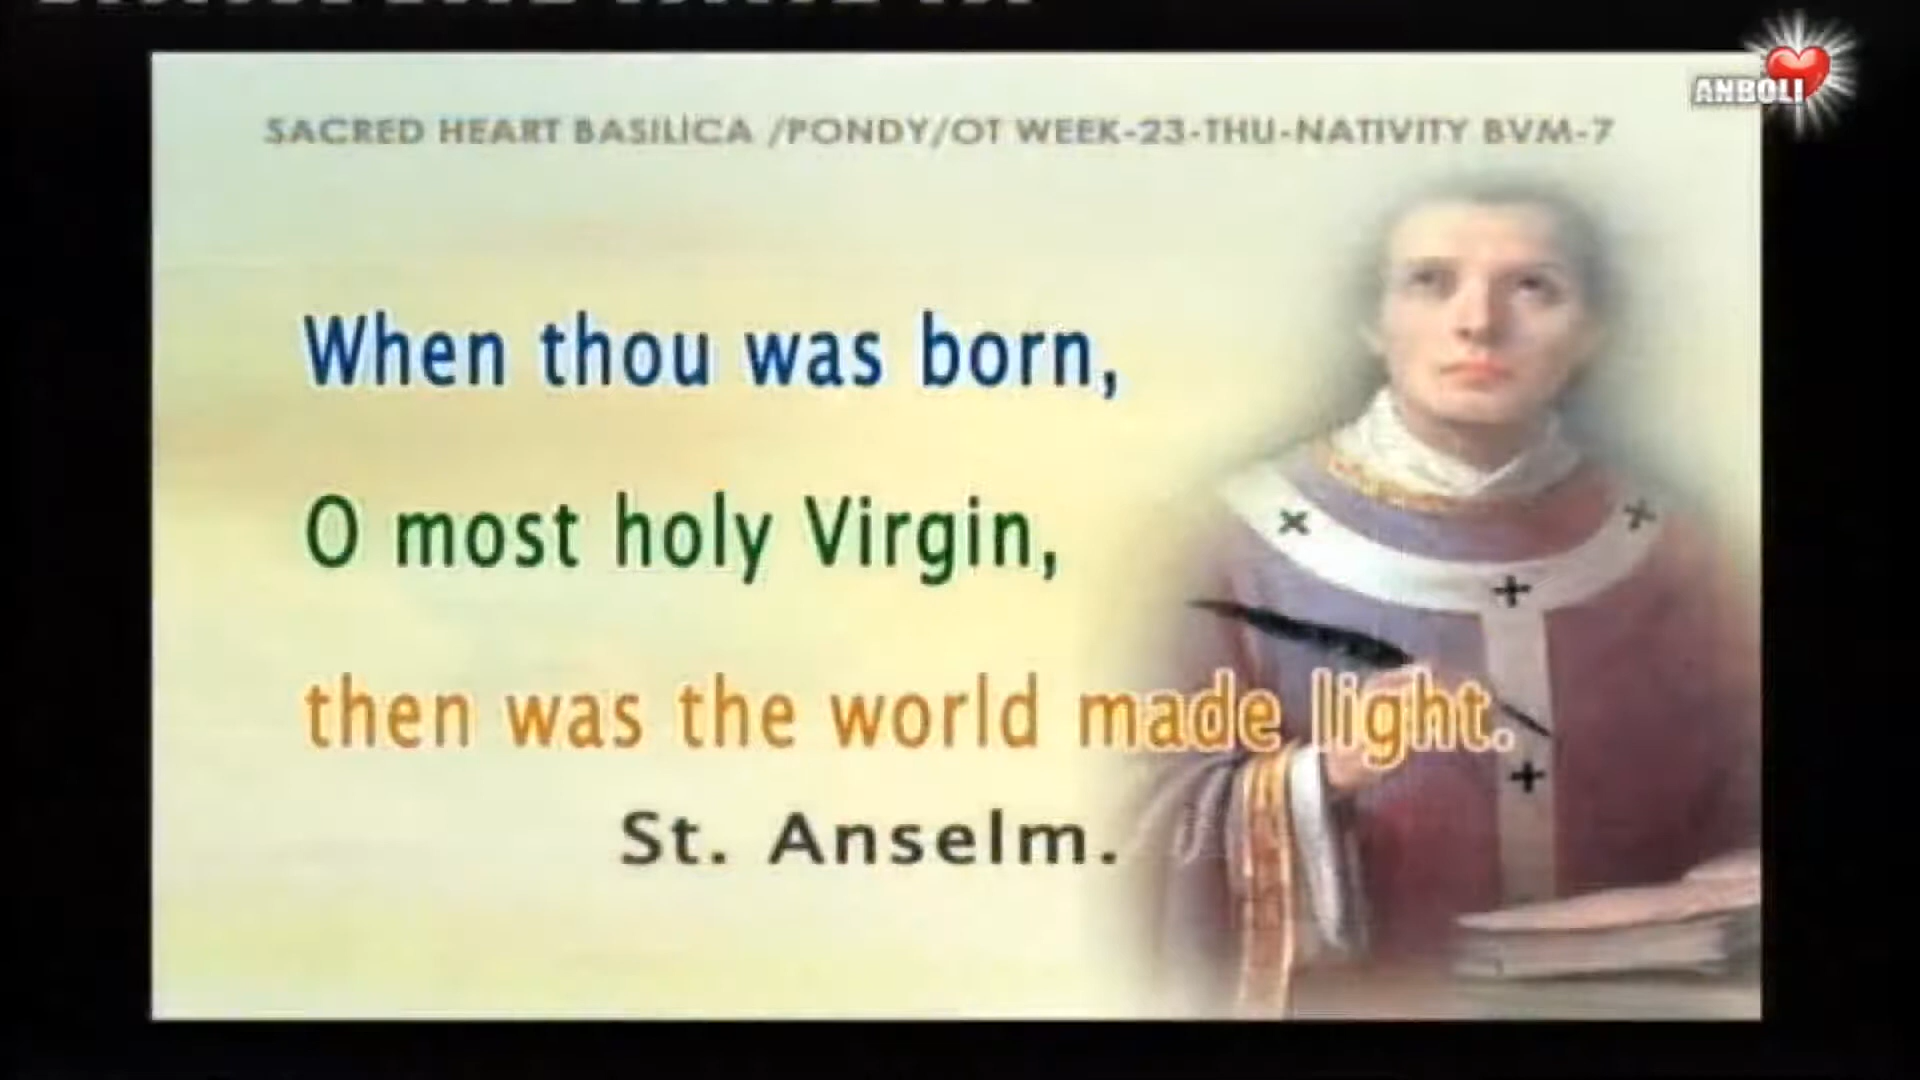 ANBOLI
SACRED HEART BASILICA /PONDY/OT WEEK-23-THU-NATIVITY BVM-7
When thou was born,
O most holy Virgin,
then was the world made light.
St. Anselm.